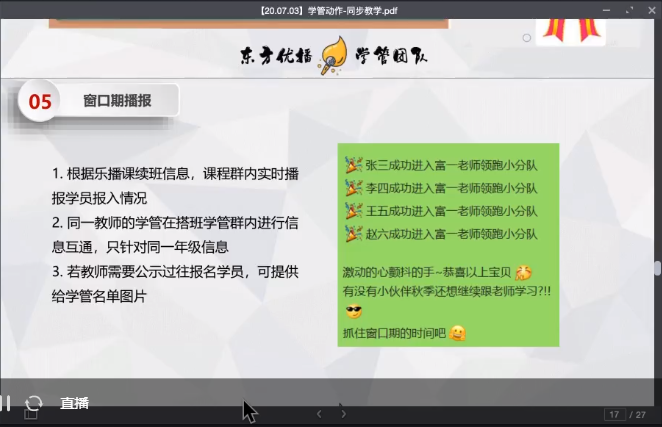 【20.07.03】学管动作-同步教学.pdf
东方优播 学管团队
05 窗口期播报
1. 根据乐播课续班信息，课程群内实时播
报学员报入情况
2. 同一教师的学管在搭班学管群内进行信
息互通，只针对同一年级信息
3. 若教师需要公示过往报名学员，可提供
给学管名单图片
张三成功进入富一老师领跑小分队
李四成功进入富一老师领跑小分队
王五成功进入富一老师领跑小分队
赵六成功进入富一老师领跑小分队
激动的心颤抖的手~恭喜以上宝贝
有没有小伙伴秋季还想继续跟老师学习?!!
抓住窗口期的时间吧
直播
17 / 27